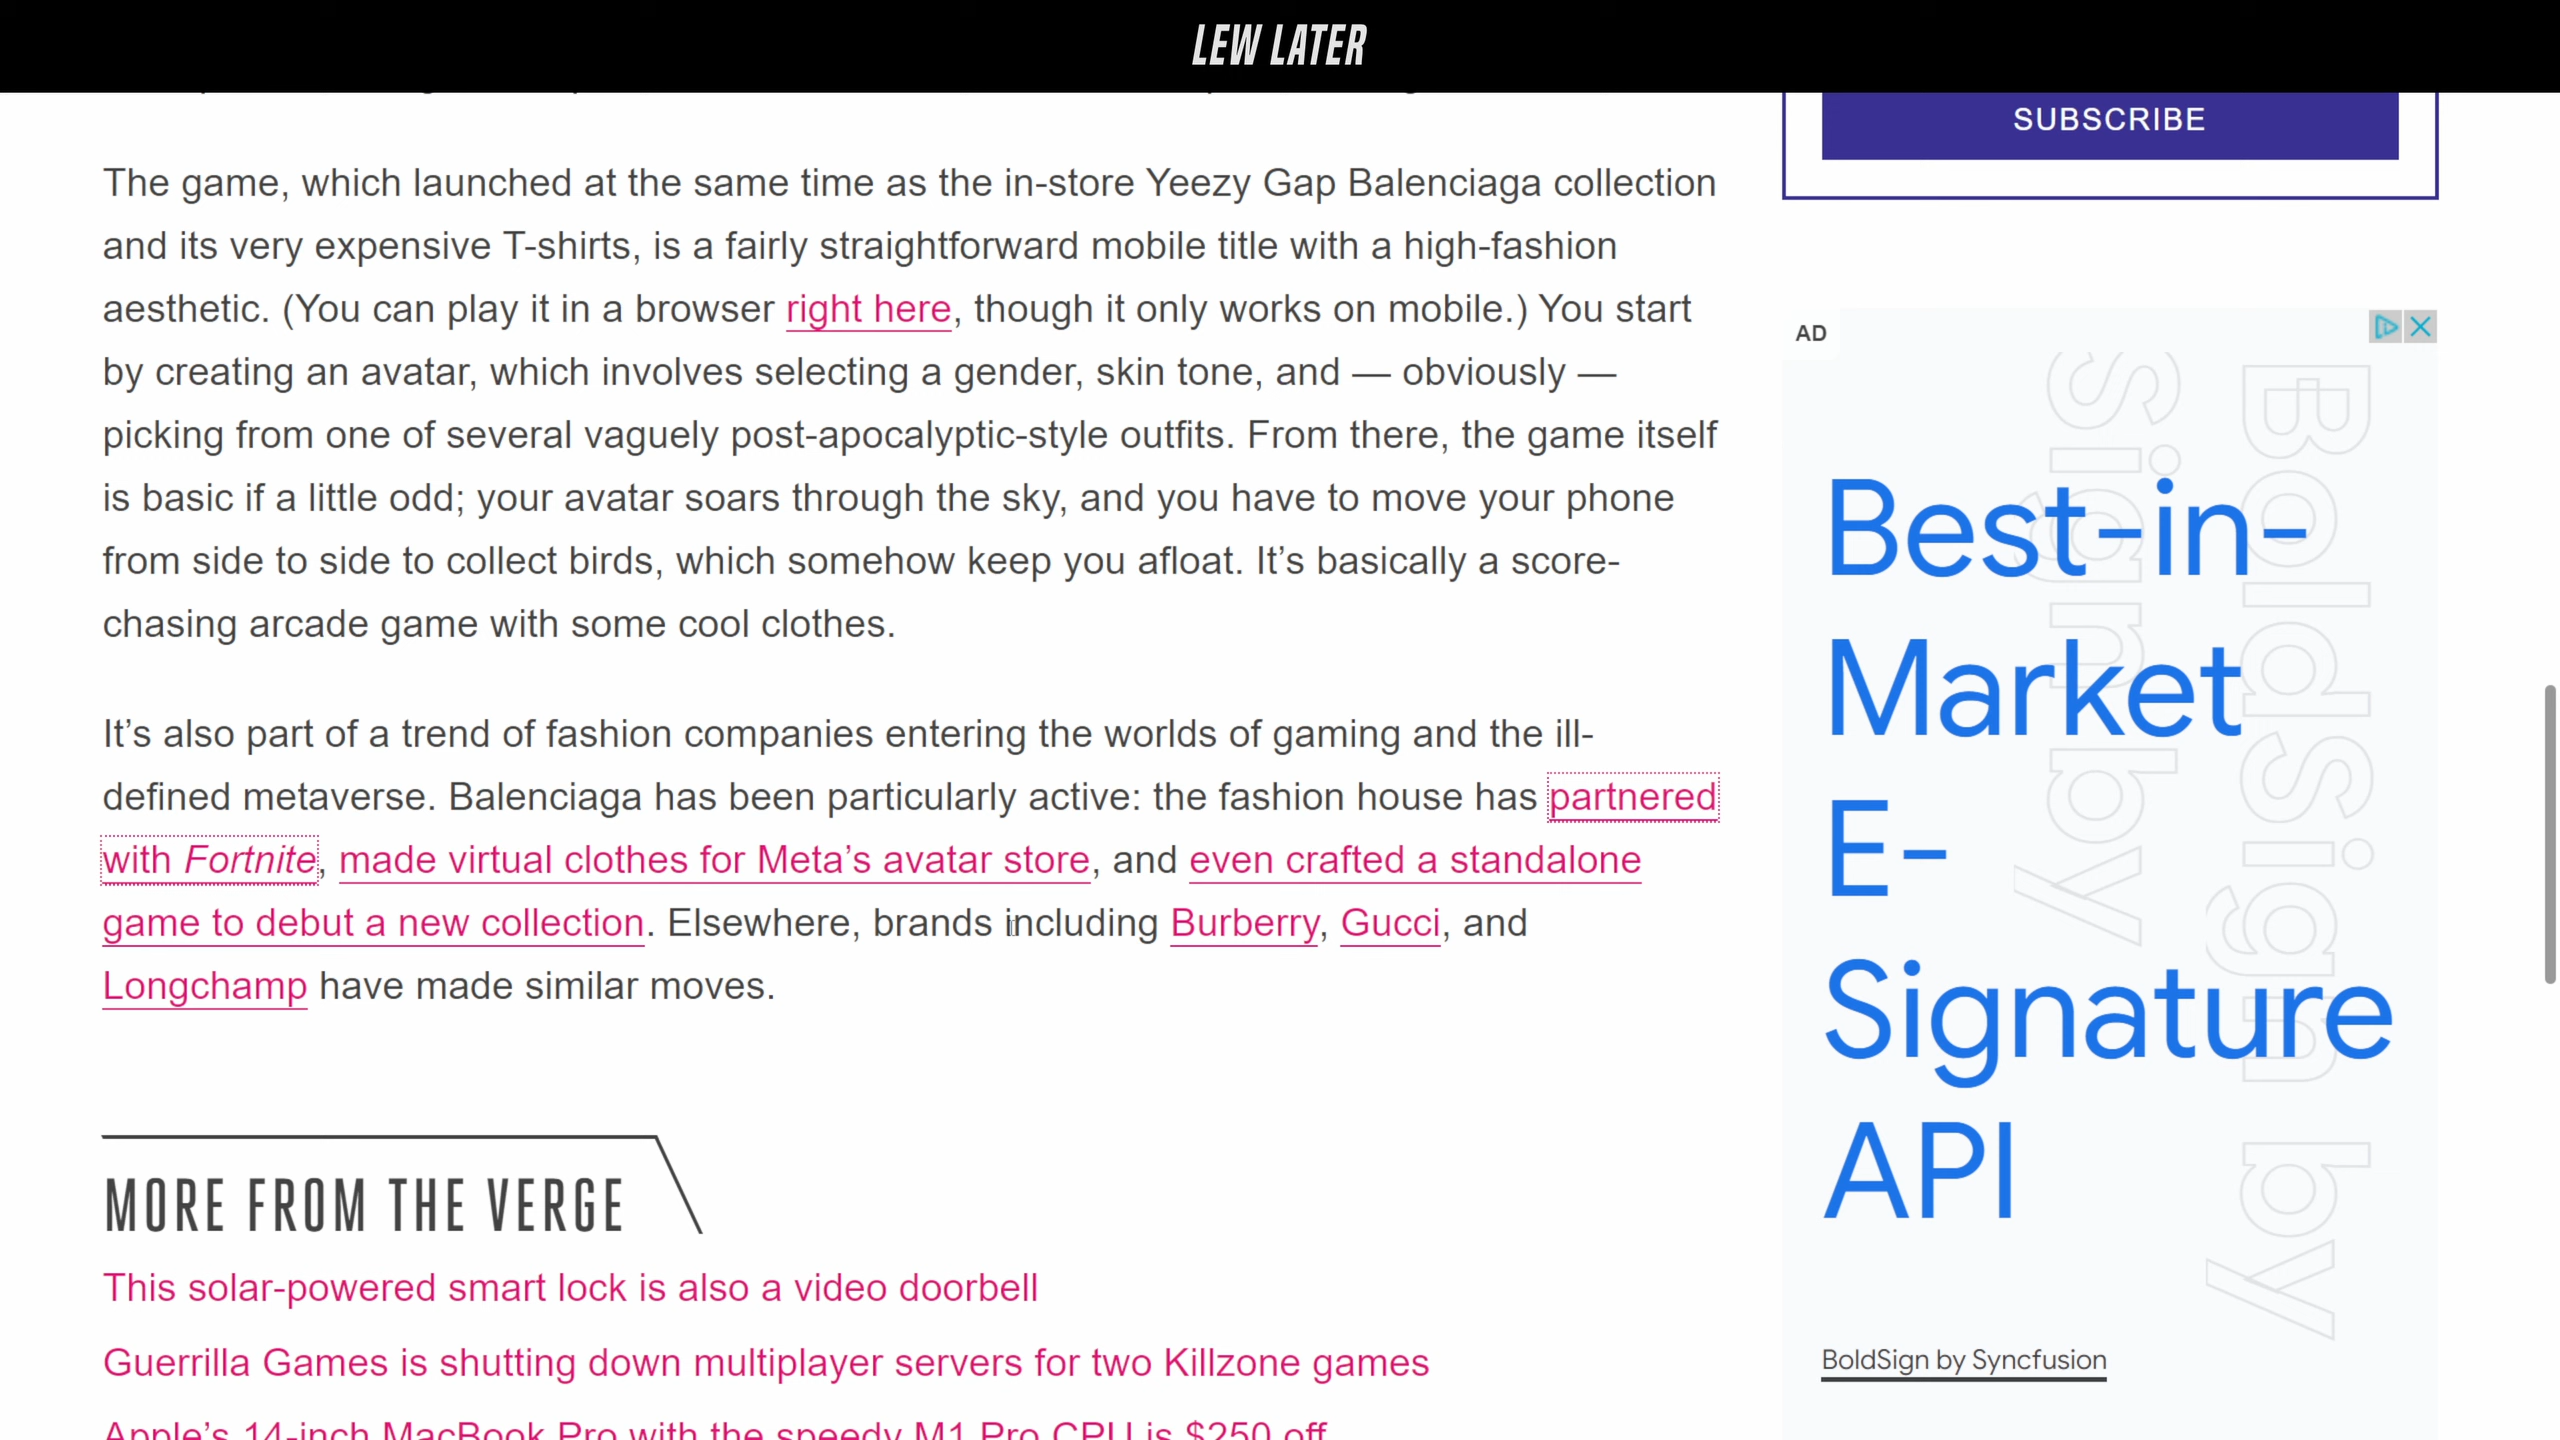 LEW LATER
SUBSCRIBE
The game, which launched at the same time as the in-store Yeezy Gap Balenciaga collection
and its very expensive T-shirts, is a fairly straightforward mobile title with a high-fashion
aesthetic. (You can play it in a browser right here, though it only works on mobile.) You start
by creating an avatar, which involves selecting a gender, skin tone, and — obviously —
picking from one of several vaguely post-apocalyptic-style outfits. From there, the game itself
is basic if a little odd; your avatar soars through the sky, and you have to move your phone
from side to side to collect birds, which somehow keep you afloat. It’s basically a score-
chasing arcade game with some cool clothes.
It’s also part of a trend of fashion companies entering the worlds of gaming and the ill-
defined metaverse. Balenciaga has been particularly active: the fashion house has partnered
with Fortnite, made virtual clothes for Meta’s avatar store, and even crafted a standalone
game to debut a new collection. Elsewhere, brands including Burberry, Gucci, and
Longchamp have made similar moves.
MORE FROM THE VERGE
This solar-powered smart lock is also a video doorbell
Guerrilla Games is shutting down multiplayer servers for two Killzone games
Apple’s 14-inch MacBook Pro with the speedy M1 Pro CPU is $250 off
AD
BoldSign by
Sign by
Best-in-
Market
E-
Signature
API
BoldSign by Syncfusion